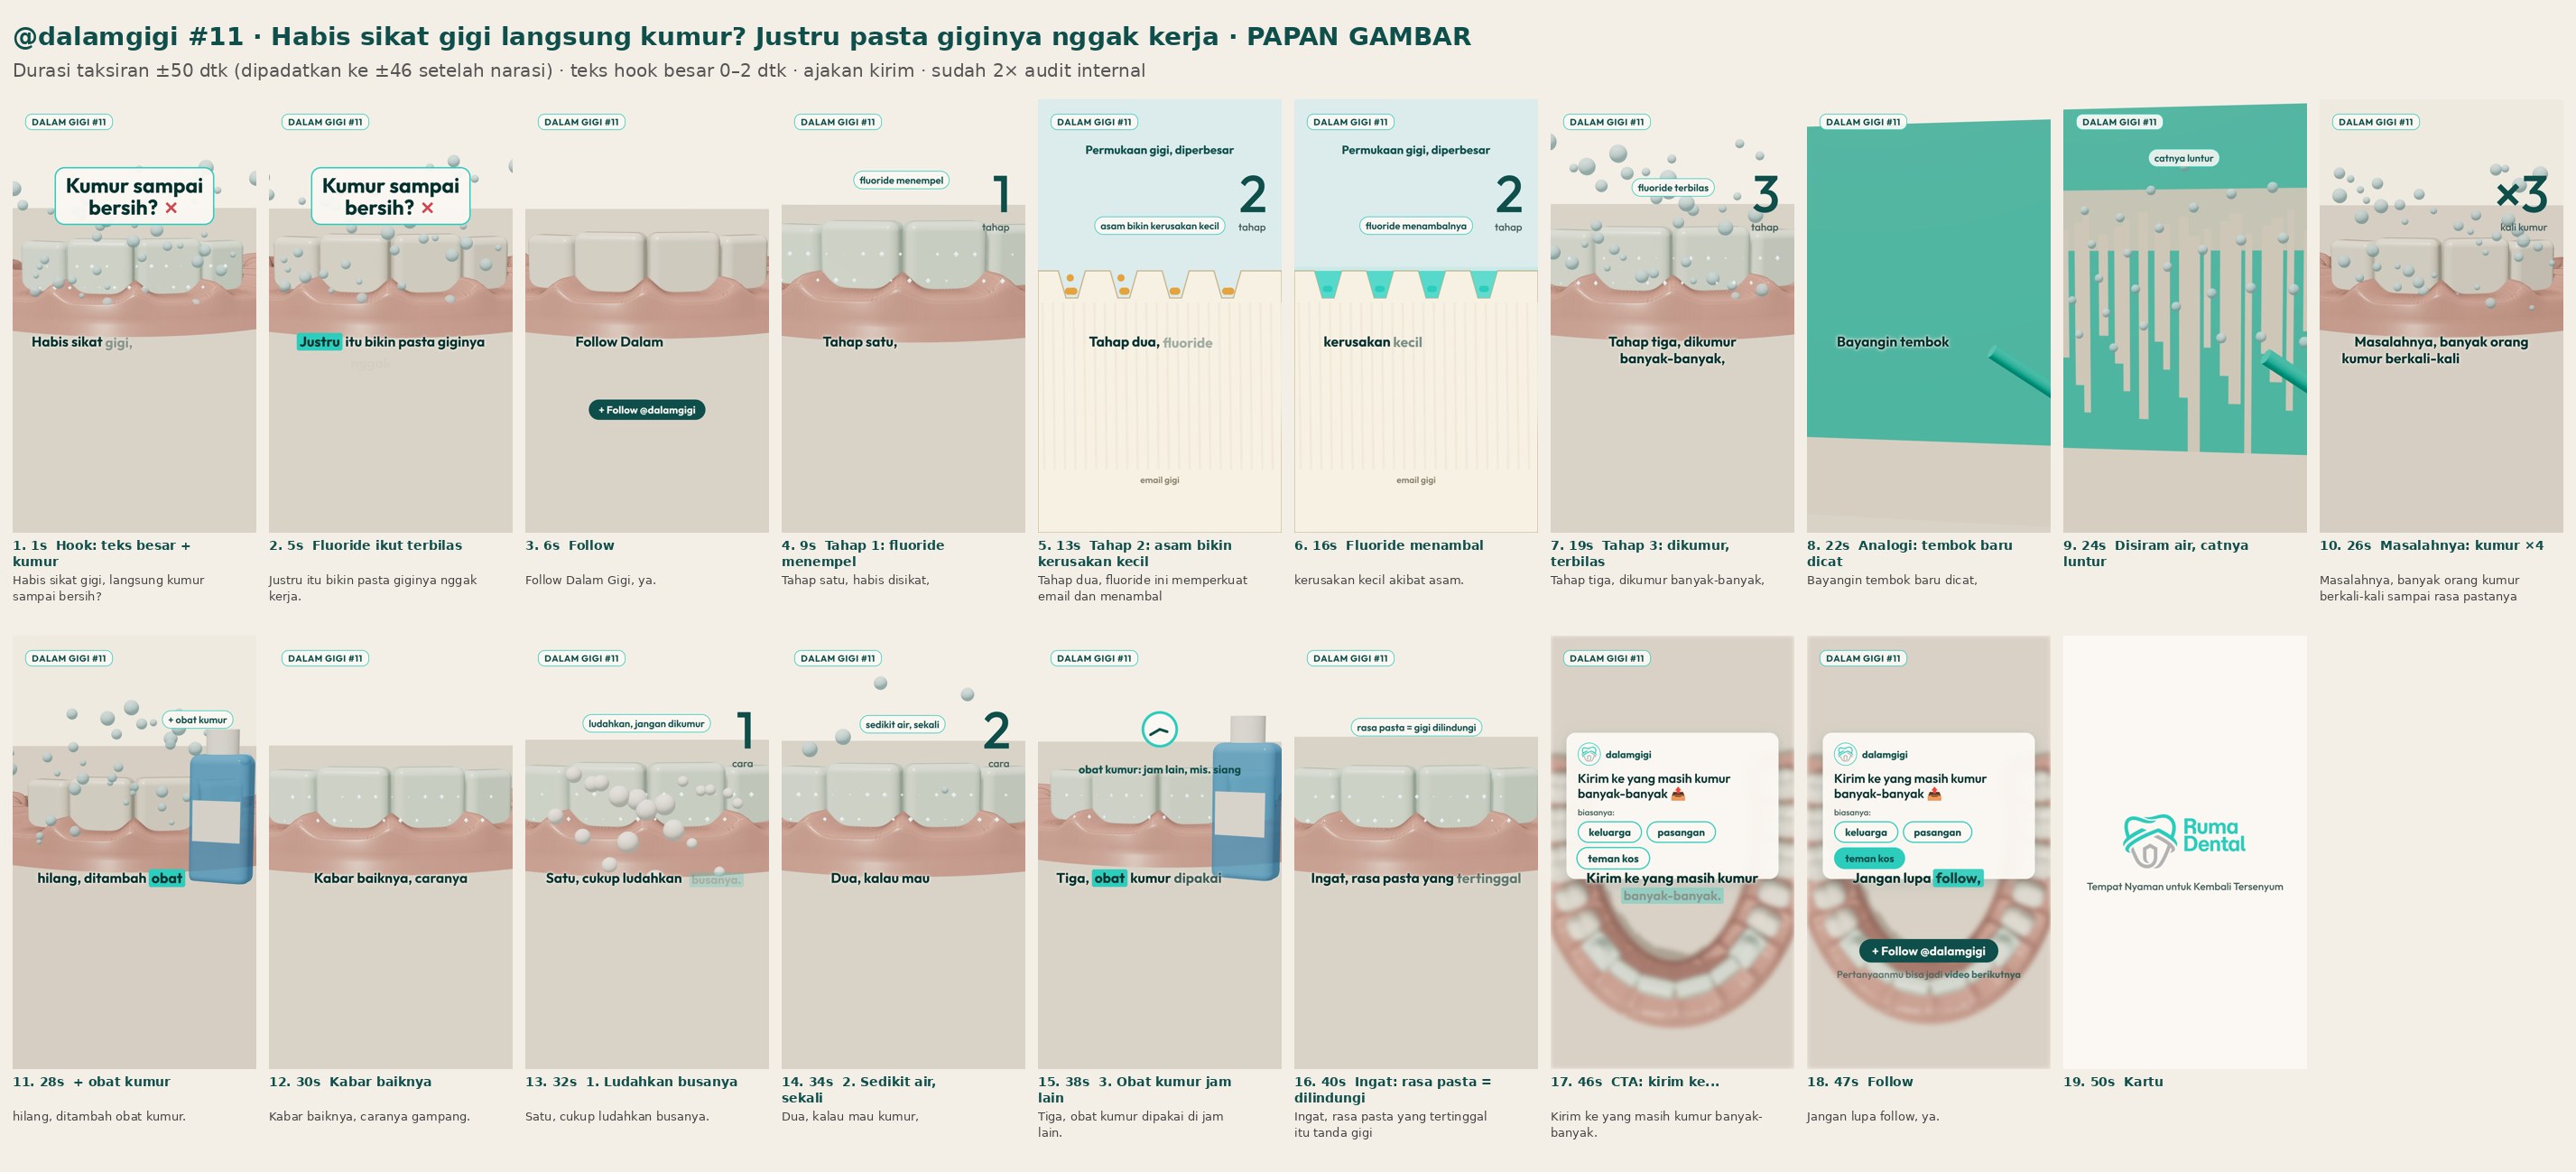 @dalamgigi #11 · Habis sikat gigi langsung kumur? Justru pasta giginya nggak kerja · PAPAN GAMBAR
Durasi taksiran ±50 dtk (dipadatkan ke ±46 setelah narasi) · teks hook besar 0–2 dtk · ajakan kirim · sudah 2× audit internal
DALAM GIGI #11
Kumur sampai
bersih? ×
Habis sikat gigi,
1. 1s Hook: teks besar +
kumur
Habis sikat gigi, langsung kumur
sampai bersih?
DALAM GIGI #11
Kumur sampai
bersih? ×
Justru itu bikin pasta giginya
nggak
2. 5s Fluoride ikut terbilas
Justru itu bikin pasta giginya nggak
kerja.
DALAM GIGI #11
Follow Dalam
+ Follow @dalamgigi
3. 6s Follow
Follow Dalam Gigi, ya.
DALAM GIGI #11
fluoride menempel
1
tahap
Tahap satu,
4. 9s Tahap 1: fluoride
menempel
Tahap satu, habis disikat,
DALAM GIGI #11
Permukaan gigi, diperbesar
2
asam bikin kerusakan kecil
tahap
Tahap dua, fluoride
email gigi
5. 13s Tahap 2: asam bikin
kerusakan kecil
Tahap dua, fluoride ini memperkuat
email dan menambal
DALAM GIGI #11
Permukaan gigi, diperbesar
2
fluoride menambalnya
tahap
kerusakan kecil
email gigi
6. 16s Fluoride menambal
kerusakan kecil akibat asam.
DALAM GIGI #11
fluoride terbilas
3
tahap
Tahap tiga, dikumur
banyak-banyak,
7. 19s Tahap 3: dikumur,
terbilas
Tahap tiga, dikumur banyak-banyak,
DALAM GIGI #11
Bayangin tembok
8. 22s Analogi: tembok baru
dicat
Bayangin tembok baru dicat,
DALAM GIGI #11
catnya luntur
9. 24s Disiram air, catnya
luntur
DALAM GIGI #11
×3
kali kumur
Masalahnya, banyak orang
kumur berkali-kali
10. 26s Masalahnya: kumur ×4
Masalahnya, banyak orang kumur
berkali-kali sampai rasa pastanya
DALAM GIGI #11
+ obat kumur
hilang, ditambah obat
11. 28s + obat kumur
hilang, ditambah obat kumur.
DALAM GIGI #11
Kabar baiknya, caranya
12. 30s Kabar baiknya
Kabar baiknya, caranya gampang.
DALAM GIGI #11
ludahkan, jangan dikumur
1
cara
Satu, cukup ludahkan busanya.
13. 32s 1. Ludahkan busanya
Satu, cukup ludahkan busanya.
DALAM GIGI #11
sedikit air, sekali
2
cara
Dua, kalau mau
14. 34s 2. Sedikit air,
sekali
Dua, kalau mau kumur,
DALAM GIGI #11
obat kumur: jam lain, mis. siang
Tiga, obat kumur dipakai
15. 38s 3. Obat kumur jam
lain
Tiga, obat kumur dipakai di jam
lain.
DALAM GIGI #11
rasa pasta = gigi dilindungi
Ingat, rasa pasta yang tertinggal
16. 40s Ingat: rasa pasta =
dilindungi
Ingat, rasa pasta yang tertinggal
itu tanda gigi
DALAM GIGI #11
dalamgigi
Kirim ke yang masih kumur
banyak-banyak 📤
biasanya:
keluarga
pasangan
teman kos
Kirim ke yang masih kumur
banyak-banyak.
17. 46s CTA: kirim ke...
Kirim ke yang masih kumur banyak-
banyak.
DALAM GIGI #11
dalamgigi
Kirim ke yang masih kumur
banyak-banyak 📤
biasanya:
keluarga
pasangan
teman kos
Jangan lupa follow,
+ Follow @dalamgigi
Pertanyaanmu bisa jadi video berikutnya
18. 47s Follow
Jangan lupa follow, ya.
Ruma
Dental
Tempat Nyaman untuk Kembali Tersenyum
19. 50s Kartu